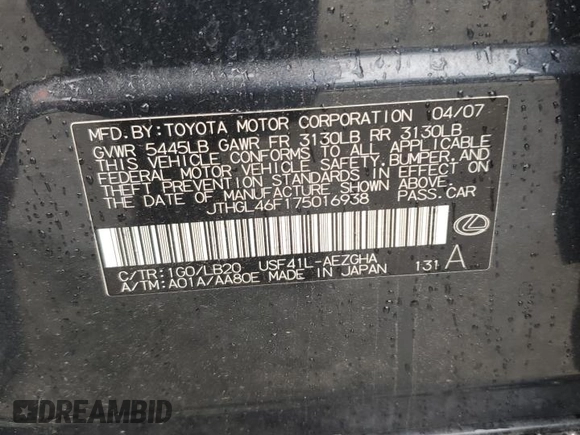 MFD. BY: TOYOTA MOTOR CORPORATION 04/07
GVWR 5445LB GAWR FR 3130LB RR 3130LB
THIS VEHICLE CONFORMS TO ALL APPLICABLE
FEDERAL MOTOR VEHICLE SAFETY, BUMPER, AND
THEFT PREVENTION STANDARDS IN EFFECT ON
THE DATE OF MANUFACTURE SHOWN ABOVE.
JTHGL46F175016938 PASS. CAR
C/TR: 1G0/LB20 USF41L-AEZGHA
A/TM: A01A/AA80E MADE IN JAPAN 131 A
DREAMBID